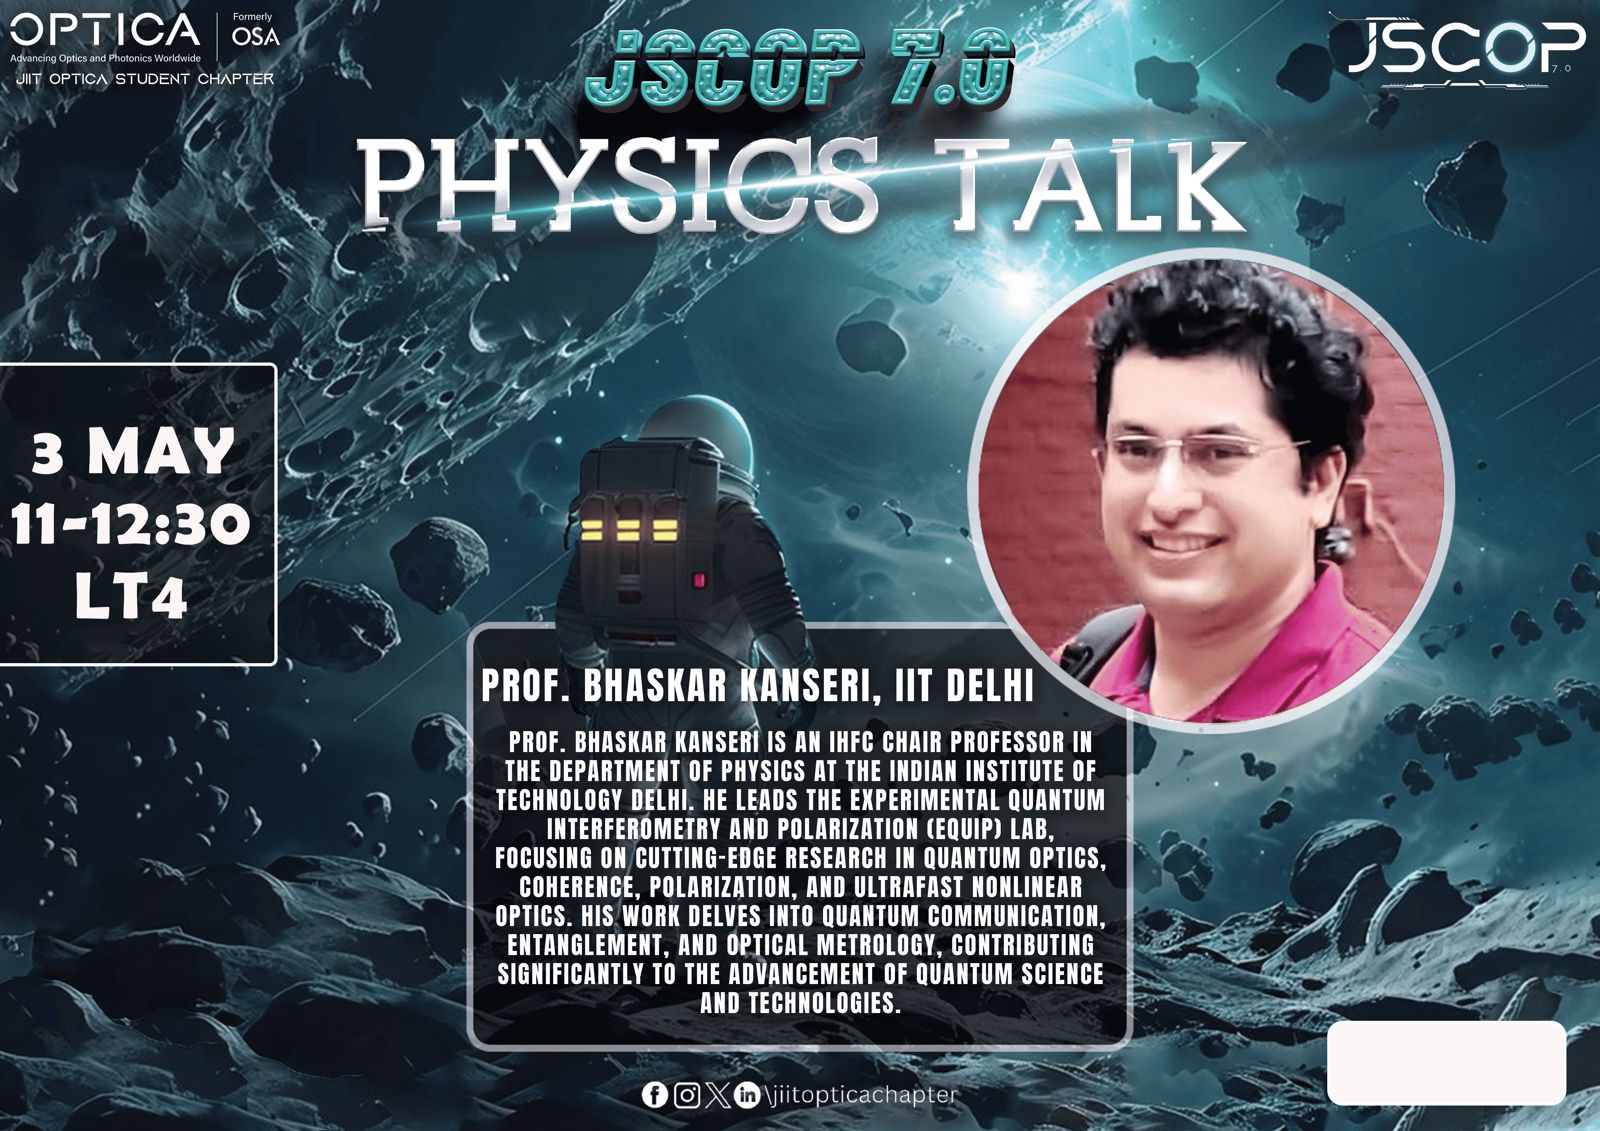 OPTICA
Formerly
OSA
Advancing Optics and Photonics Worldwide
JIIT OPTICA STUDENT CHAPTER
JSCOP 7.0
JSCOP
7.0
PHYSICS TALK
3 MAY
11-12:30
LT4
PROF. BHASKAR KANSERI, IIT DELHI
PROF. BHASKAR KANSERI IS AN IHFC CHAIR PROFESSOR IN
THE DEPARTMENT OF PHYSICS AT THE INDIAN INSTITUTE OF
TECHNOLOGY DELHI. HE LEADS THE EXPERIMENTAL QUANTUM
INTERFEROMETRY AND POLARIZATION (EQUIP) LAB,
FOCUSING ON CUTTING-EDGE RESEARCH IN QUANTUM OPTICS,
COHERENCE, POLARIZATION, AND ULTRAFAST NONLINEAR
OPTICS. HIS WORK DELVES INTO QUANTUM COMMUNICATION,
ENTANGLEMENT, AND OPTICAL METROLOGY, CONTRIBUTING
SIGNIFICANTLY TO THE ADVANCEMENT OF QUANTUM SCIENCE
AND TECHNOLOGIES.
\jiitopticachapter